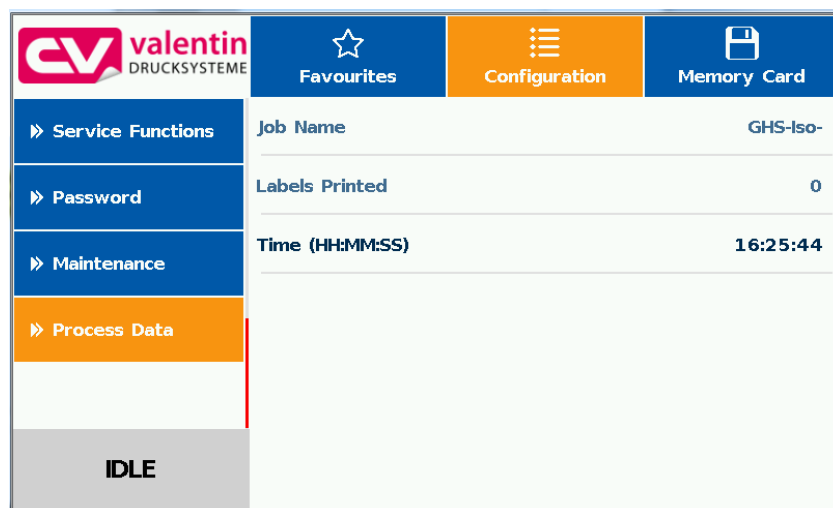 valentin
DRUCKSYSTEME
Favourites
Configuration
Memory Card
Service Functions
Password
Maintenance
Process Data
IDLE
Job Name GHS-Iso-
Labels Printed 0
Time (HH:MM:SS) 16:25:44